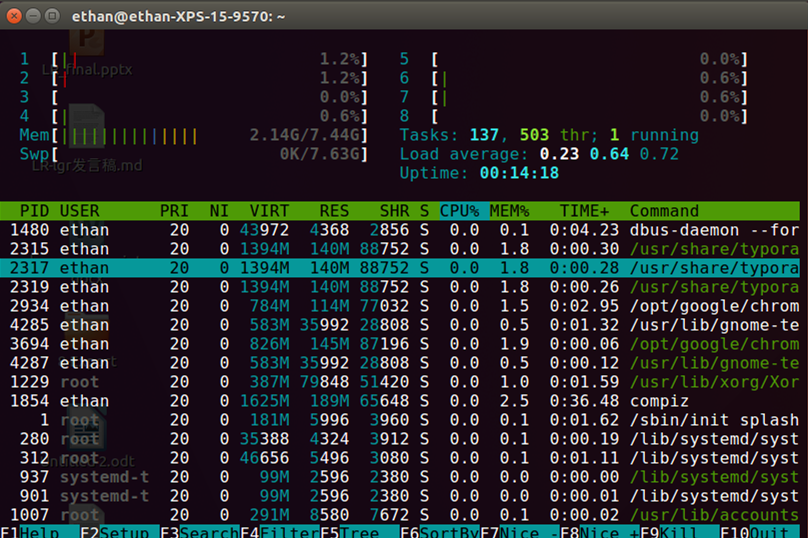 ethan@ethan-XPS-15-9570: ~
1 [|| 1.2%] 5 [ 0.0%]
2 [| 1.2%] 6 [| 0.6%]
3 [ 0.0%] 7 [| 0.6%]
4 [| 0.6%] 8 [ 0.0%]
Mem[|||||||||||||||| 2.14G/7.44G] Tasks: 137, 503 thr; 1 running
Swp[ 0K/7.63G] Load average: 0.23 0.64 0.72
Uptime: 00:14:18
PID USER PRI NI VIRT RES SHR S CPU% MEM% TIME+ Command
1480 ethan 20 0 43972 4368 2856 S 0.0 0.1 0:04.23 dbus-daemon --for
2315 ethan 20 0 1394M 140M 88752 S 0.0 1.8 0:00.30 /usr/share/typora
2317 ethan 20 0 1394M 140M 88752 S 0.0 1.8 0:00.28 /usr/share/typora
2319 ethan 20 0 1394M 140M 88752 S 0.0 1.8 0:00.26 /usr/share/typora
2934 ethan 20 0 784M 114M 77032 S 0.0 1.5 0:02.95 /opt/google/chrom
4285 ethan 20 0 583M 35992 28808 S 0.0 0.5 0:01.32 /usr/lib/gnome-te
3694 ethan 20 0 826M 145M 87196 S 0.0 1.9 0:00.06 /opt/google/chrom
4287 ethan 20 0 583M 35992 28808 S 0.0 0.5 0:00.12 /usr/lib/gnome-te
1229 root 20 0 387M 79848 51420 S 0.0 1.0 0:01.59 /usr/lib/xorg/Xor
1854 ethan 20 0 1625M 189M 65648 S 0.0 2.5 0:36.48 compiz
1 root 20 0 181M 5996 3960 S 0.0 0.1 0:01.62 /sbin/init splash
280 root 20 0 35388 4324 3912 S 0.0 0.1 0:00.19 /lib/systemd/syst
312 root 20 0 46656 5496 3080 S 0.0 0.1 0:01.11 /lib/systemd/syst
937 systemd-t 20 0 99M 2596 2380 S 0.0 0.0 0:00.00 /lib/systemd/syst
901 systemd-t 20 0 99M 2596 2380 S 0.0 0.0 0:00.01 /lib/systemd/syst
1007 root 20 0 291M 8580 7672 S 0.0 0.1 0:00.02 /usr/lib/accounts
F1Help F2Setup F3SearchF4FilterF5Tree F6SortByF7Nice -F8Nice +F9Kill F10Quit
final.pptx
LR-lgr发言稿.md
2.odt